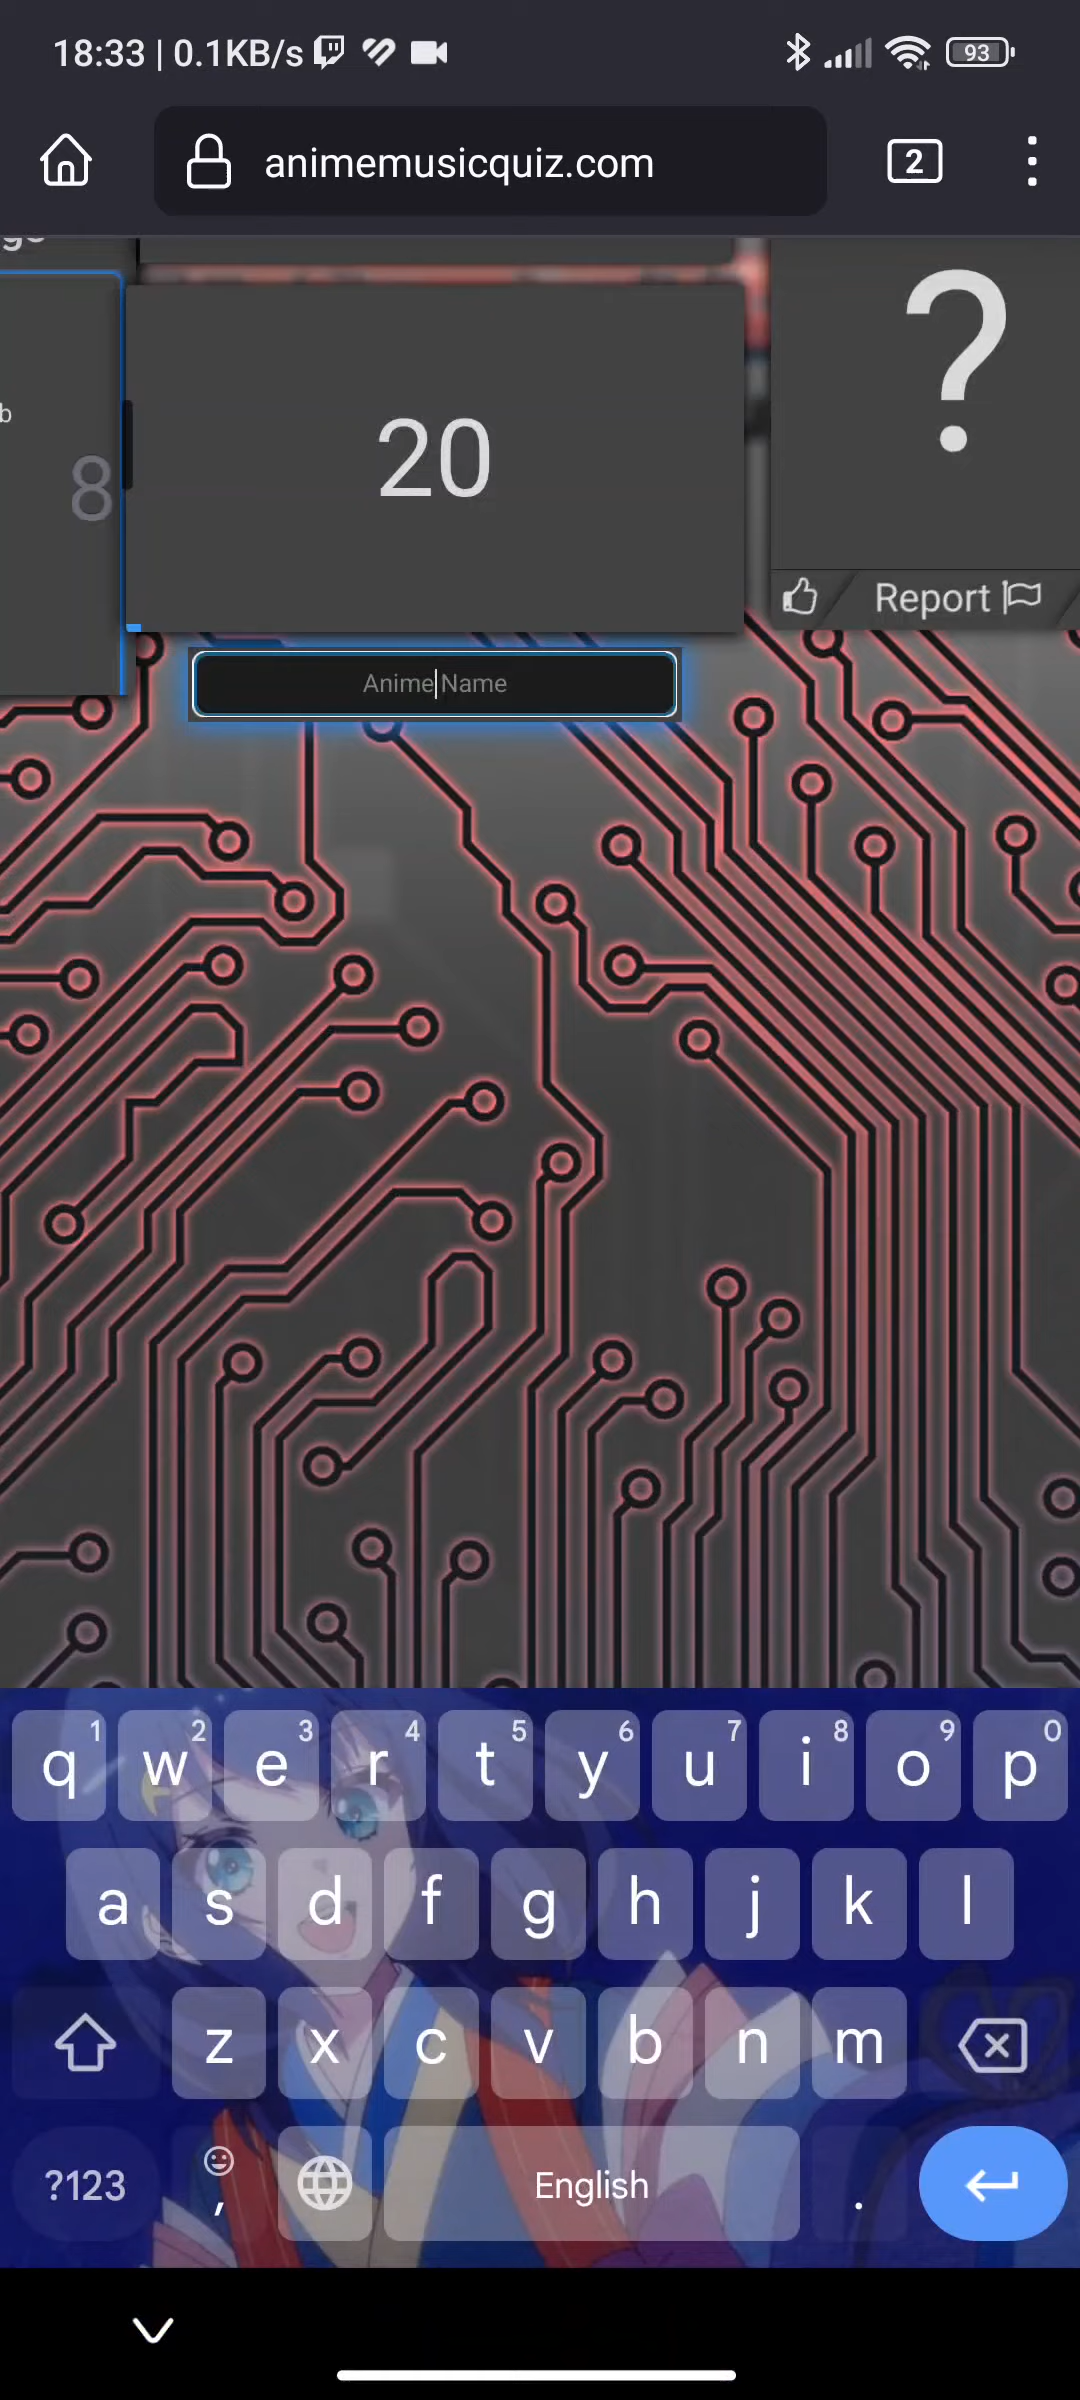 18:33 | 0.1KB/s
93
animemusicquiz.com
2
b
8
20
?
Report
Anime Name
q 1 w 2 e 3 r 4 t 5 y 6 u 7 i 8 o 9 p 0
a s d f g h j k l
z x c v b n m
?123 , English .